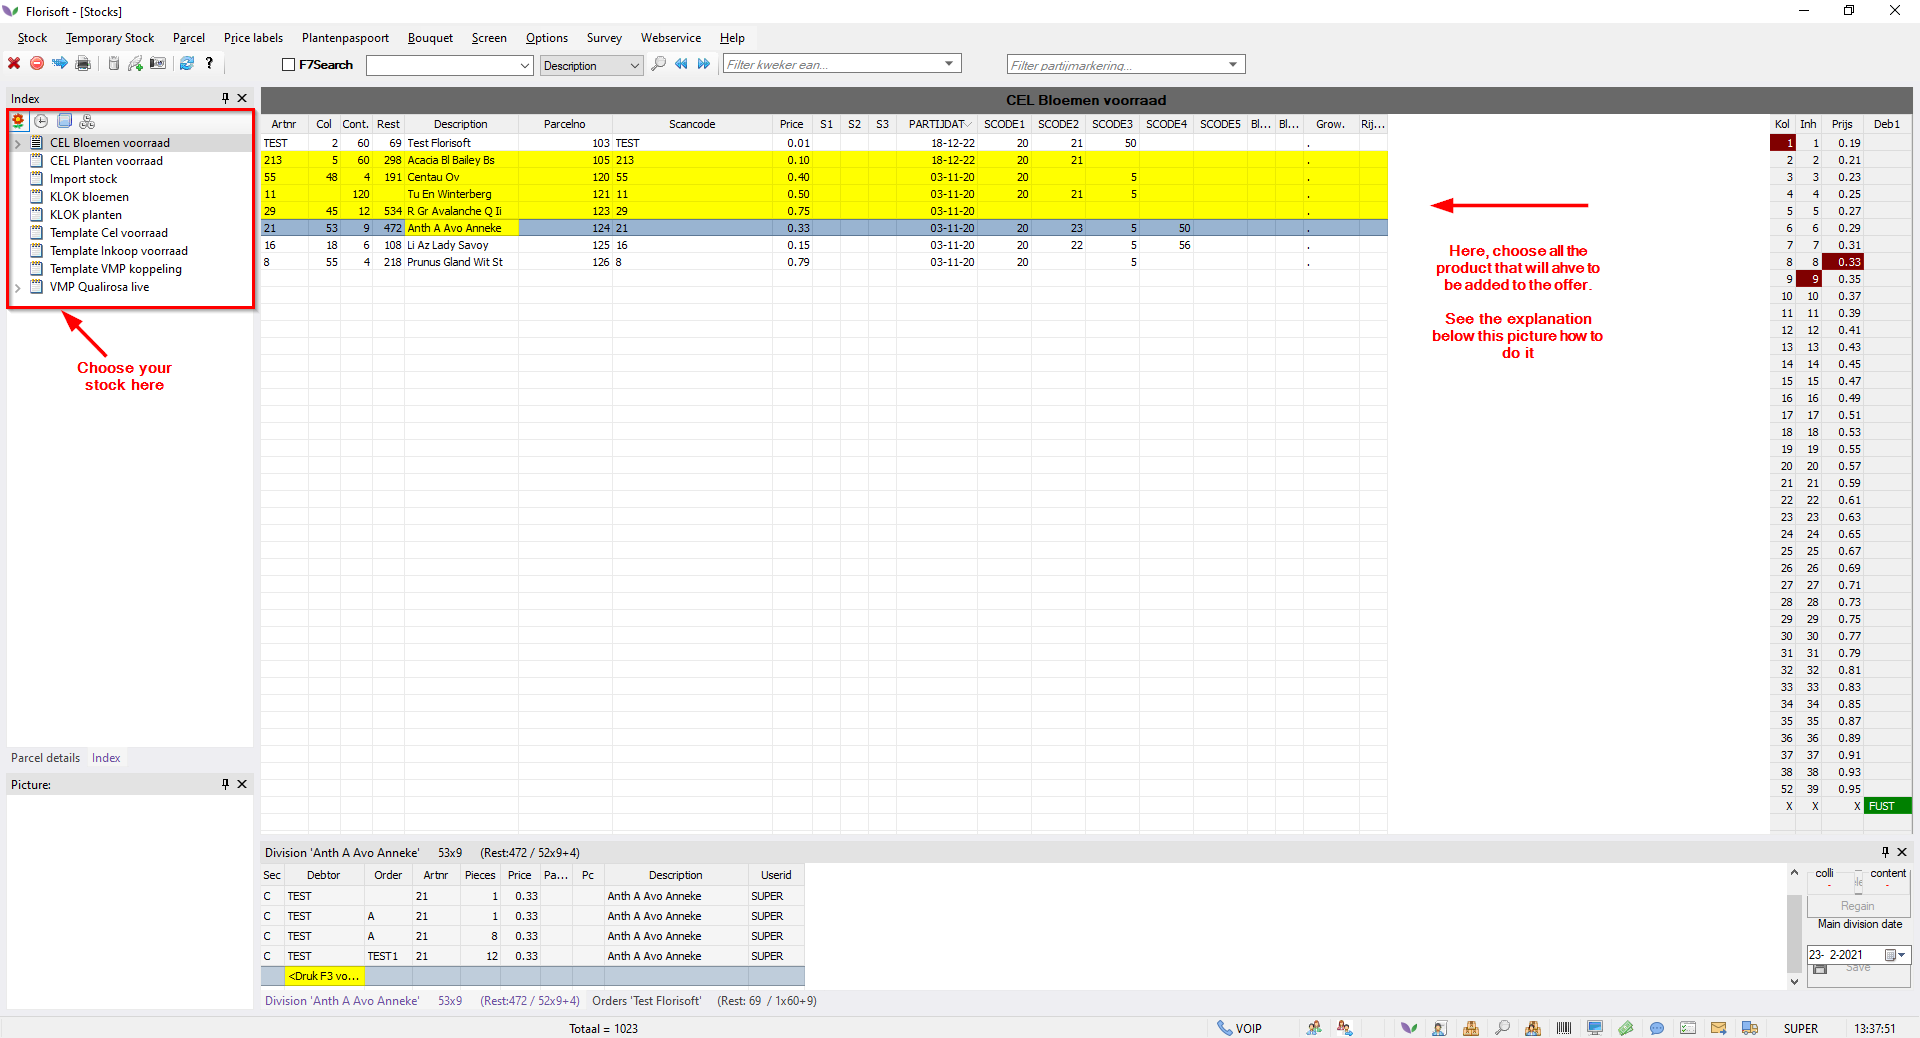 Florisoft - [Stocks]
Stock Temporary Stock Parcel Price labels Plantenpaspoort Bouquet Screen Options Survey Webservice Help
F7Search Description Filter kweker ean... Filter partijmarkering...
Index
CEL Bloemen voorraad
CEL Planten voorraad
Import stock
KLOK bloemen
KLOK planten
Template Cel voorraad
Template Inkoop voorraad
Template VMP koppeling
VMP Qualirosa live
Choose your
stock here
Parcel details Index
Picture:
CEL Bloemen voorraad
Artnr Col Cont. Rest Description Parcelno Scancode Price S1 S2 S3 PARTIJDAT SCODE1 SCODE2 SCODE3 SCODE4 SCODE5 Bl... Bl... Grow. Rij...
TEST 2 60 69 Test Florisoft 103 TEST 0.01 18-12-22 20 21 50 .
213 5 60 298 Acacia Bl Bailey Bs 105 213 0.10 18-12-22 20 21 .
55 48 4 191 Centau Ov 120 55 0.40 03-11-20 20 5 .
11 120 Tu En Winterberg 121 11 0.50 03-11-20 20 21 5 .
29 45 12 534 R Gr Avalanche Q Ii 123 29 0.75 03-11-20 .
21 53 9 472 Anth A Avo Anneke 124 21 0.33 03-11-20 20 23 5 50 .
16 18 6 108 Li Az Lady Savoy 125 16 0.15 03-11-20 20 22 5 56 .
8 55 4 218 Prunus Gland Wit St 126 8 0.79 03-11-20 20 5 .
Here, choose all the
product that will ahve to
be added to the offer.
See the explanation
below this picture how to
do it
Kol Inh Prijs Deb1
1 1 0.19
2 2 0.21
3 3 0.23
4 4 0.25
5 5 0.27
6 6 0.29
7 7 0.31
8 8 0.33
9 9 0.35
10 10 0.37
11 11 0.39
12 12 0.41
13 13 0.43
14 14 0.45
15 15 0.47
16 16 0.49
17 17 0.51
18 18 0.53
19 19 0.55
20 20 0.57
21 21 0.59
22 22 0.61
23 23 0.63
24 24 0.65
25 25 0.67
26 26 0.69
27 27 0.71
28 28 0.73
29 29 0.75
30 30 0.77
31 31 0.79
32 32 0.81
33 33 0.83
34 34 0.85
35 35 0.87
36 36 0.89
37 37 0.91
38 38 0.93
52 39 0.95
X X X FUST
Division 'Anth A Avo Anneke' 53x9 (Rest:472 / 52x9+4)
Sec Debtor Order Artnr Pieces Price Pa... Pc Description Userid
C TEST 21 1 0.33 Anth A Avo Anneke SUPER
C TEST A 21 1 0.33 Anth A Avo Anneke SUPER
C TEST A 21 8 0.33 Anth A Avo Anneke SUPER
C TEST TEST1 21 12 0.33 Anth A Avo Anneke SUPER
<Druk F3 vo...
Division 'Anth A Avo Anneke' 53x9 (Rest:472 / 52x9+4) Orders 'Test Florisoft' (Rest: 69 / 1x60+9)
colli content
- -
Regain
Main division date
23- 2-2021
Save
Totaal = 1023 VOIP SUPER 13:37:51